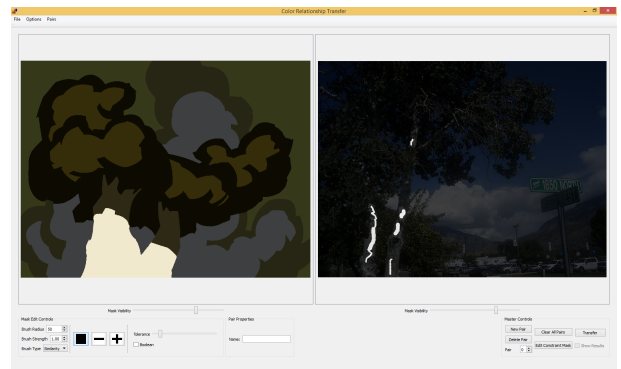 Color Relationship Transfer
File Options Pairs
1650 NORTH
Mask Visibility
Mask Visibility
Mask Edit Controls
Brush Radius 50
Brush Strength 1.00
Brush Type Similarity
Tolerance
Boolean
Pair Properties
Name:
Master Controls
New Pair
Clear All Pairs
Transfer
Delete Pair
Edit Constraint Mask
Show Results
Pair 0